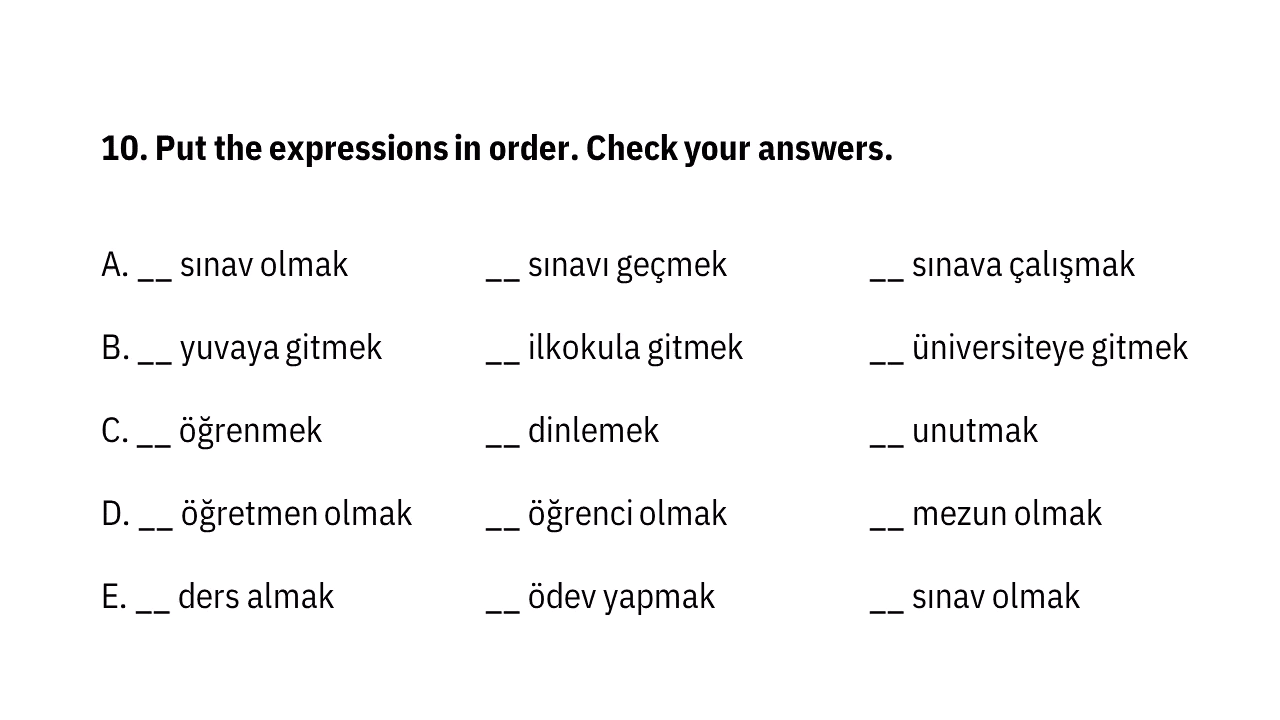 10. Put the expressions in order. Check your answers.
A. __ sınav olmak __ sınavı geçmek __ sınava çalışmak
B. __ yuvaya gitmek __ ilkokula gitmek __ üniversiteye gitmek
C. __ öğrenmek __ dinlemek __ unutmak
D. __ öğretmen olmak __ öğrenci olmak __ mezun olmak
E. __ ders almak __ ödev yapmak __ sınav olmak